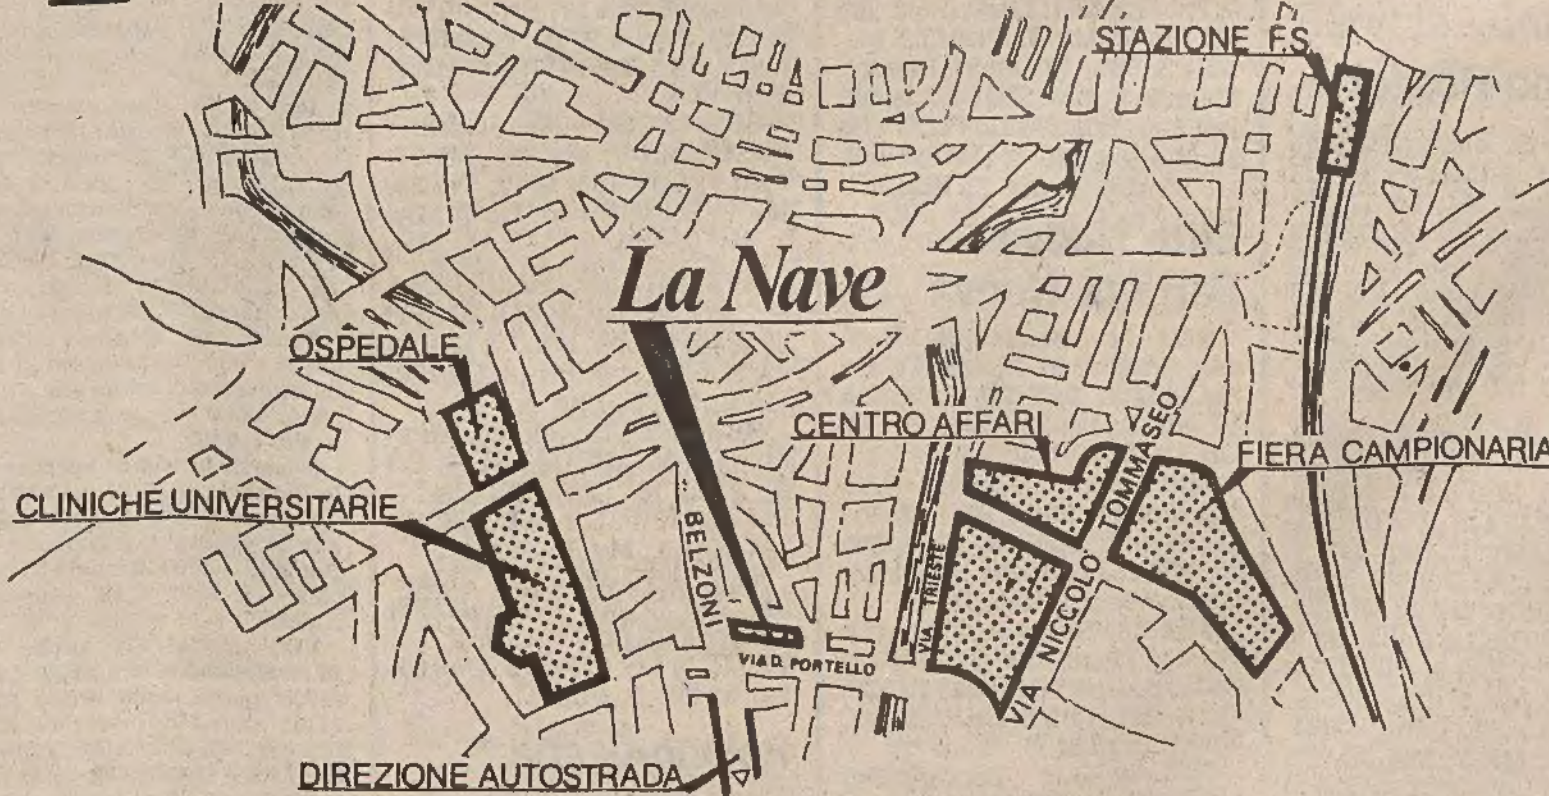 STAZIONE F.S.
La Nave
OSPEDALE
CENTRO AFFARI
FIERA CAMPIONARIA
CLINICHE UNIVERSITARIE
BELZONI
VIA D. PORTELLO
VIA TRIESTE
VIA NICCOLO' TOMMASEO
DIREZIONE AUTOSTRADA